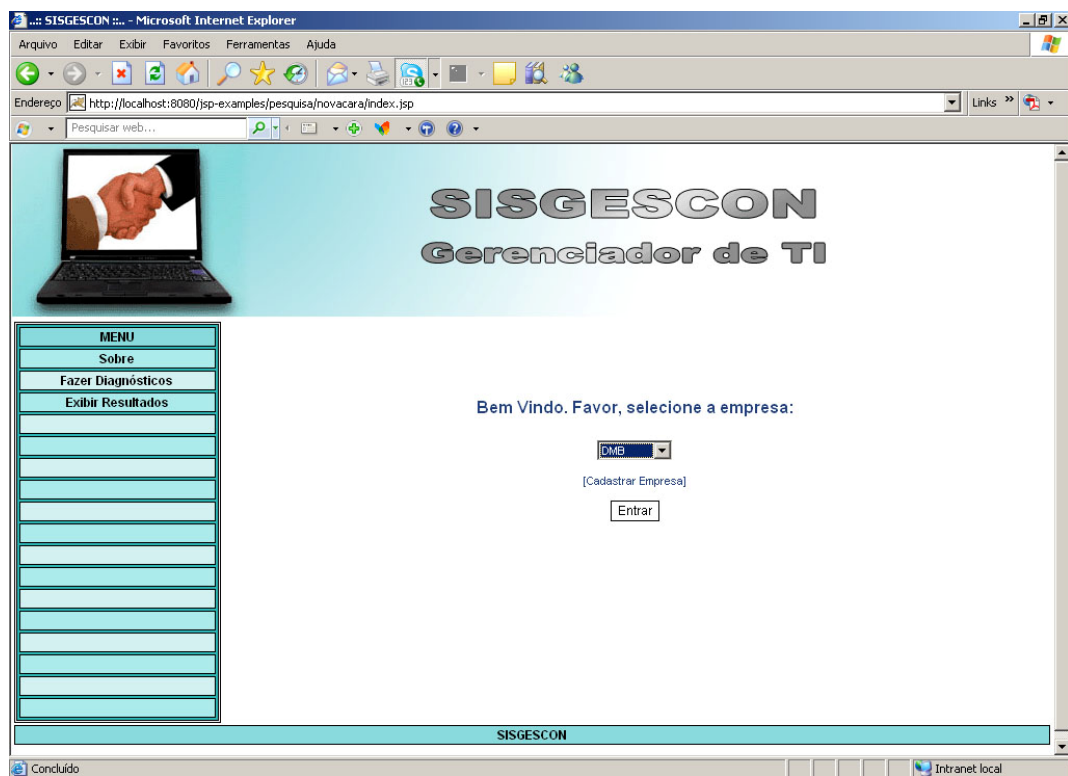 ..:: SISGESCON ::.. - Microsoft Internet Explorer
Arquivo Editar Exibir Favoritos Ferramentas Ajuda
Endereço http://localhost:8080/jsp-examples/pesquisa/novacara/index.jsp Links »
Pesquisar web...
SISGESCON
Gerenciador de TI
MENU
Sobre
Fazer Diagnósticos
Exibir Resultados
Bem Vindo. Favor, selecione a empresa:
DMB
[Cadastrar Empresa]
Entrar
SISGESCON
Concluído Intranet local